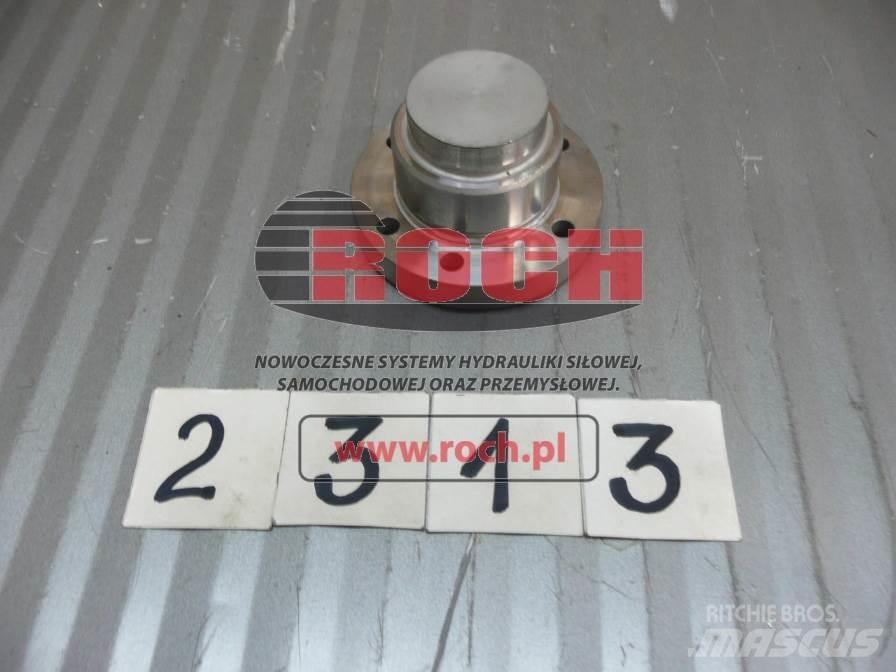 ROCH
NOWOCZESNE SYSTEMY HYDRAULIKI SIŁOWEJ,
SAMOCHODOWEJ ORAZ PRZEMYSŁOWEJ.
2 3 1 3
www.roch.pl
RITCHIE BROS.
MASCUS